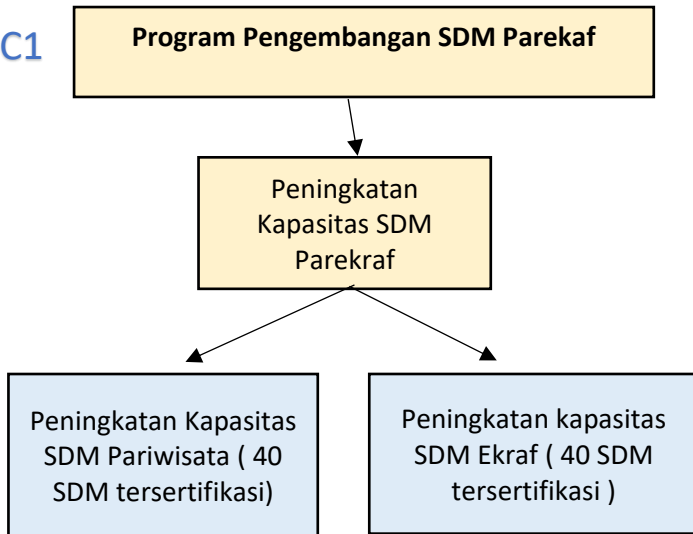 C1
Program Pengembangan SDM Parekaf
Peningkatan
Kapasitas SDM
Parekraf
Peningkatan Kapasitas
SDM Pariwisata ( 40
SDM tersertifikasi)
Peningkatan kapasitas
SDM Ekraf ( 40 SDM
tersertifikasi )